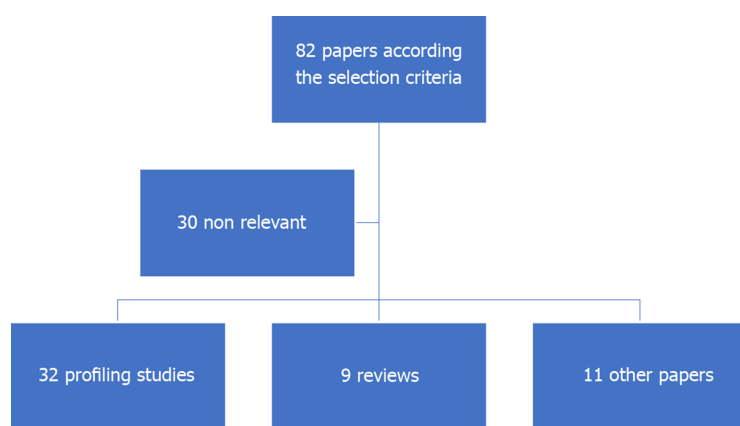 82 papers according
the selection criteria
30 non relevant
32 profiling studies
9 reviews
11 other papers